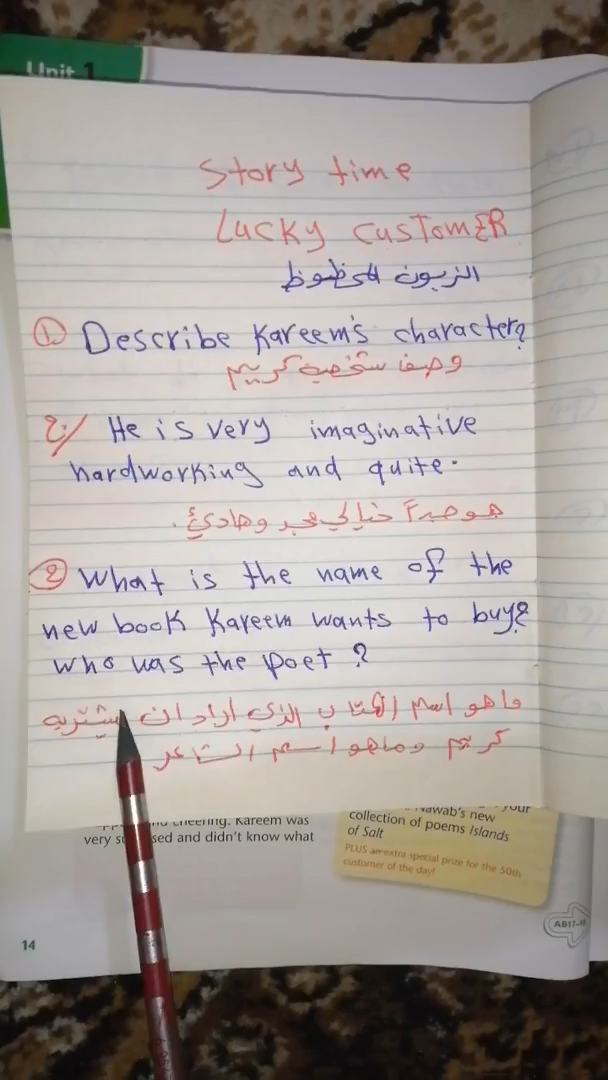 Unit 1
Story time
Lucky CUSTOMER
الزبون المحظوظ
① Describe Kareem's character?
وصف شخصية كريم
ج/ He is very imaginative
hardworking and quite.
هو جداً خيالي مجد وهادئ.
② What is the name of the
new book Kareem wants to buy?
who was the poet ?
ما هو اسم الكتاب الذي اراد ان يشتريه
كريم وماهو اسم الشاعر
cheering. Kareem was
very sed and didn't know what
your
Nawab's new
collection of poems Islands
of Salt
PLUS an extra special prize for the 50th
customer of the day!
14